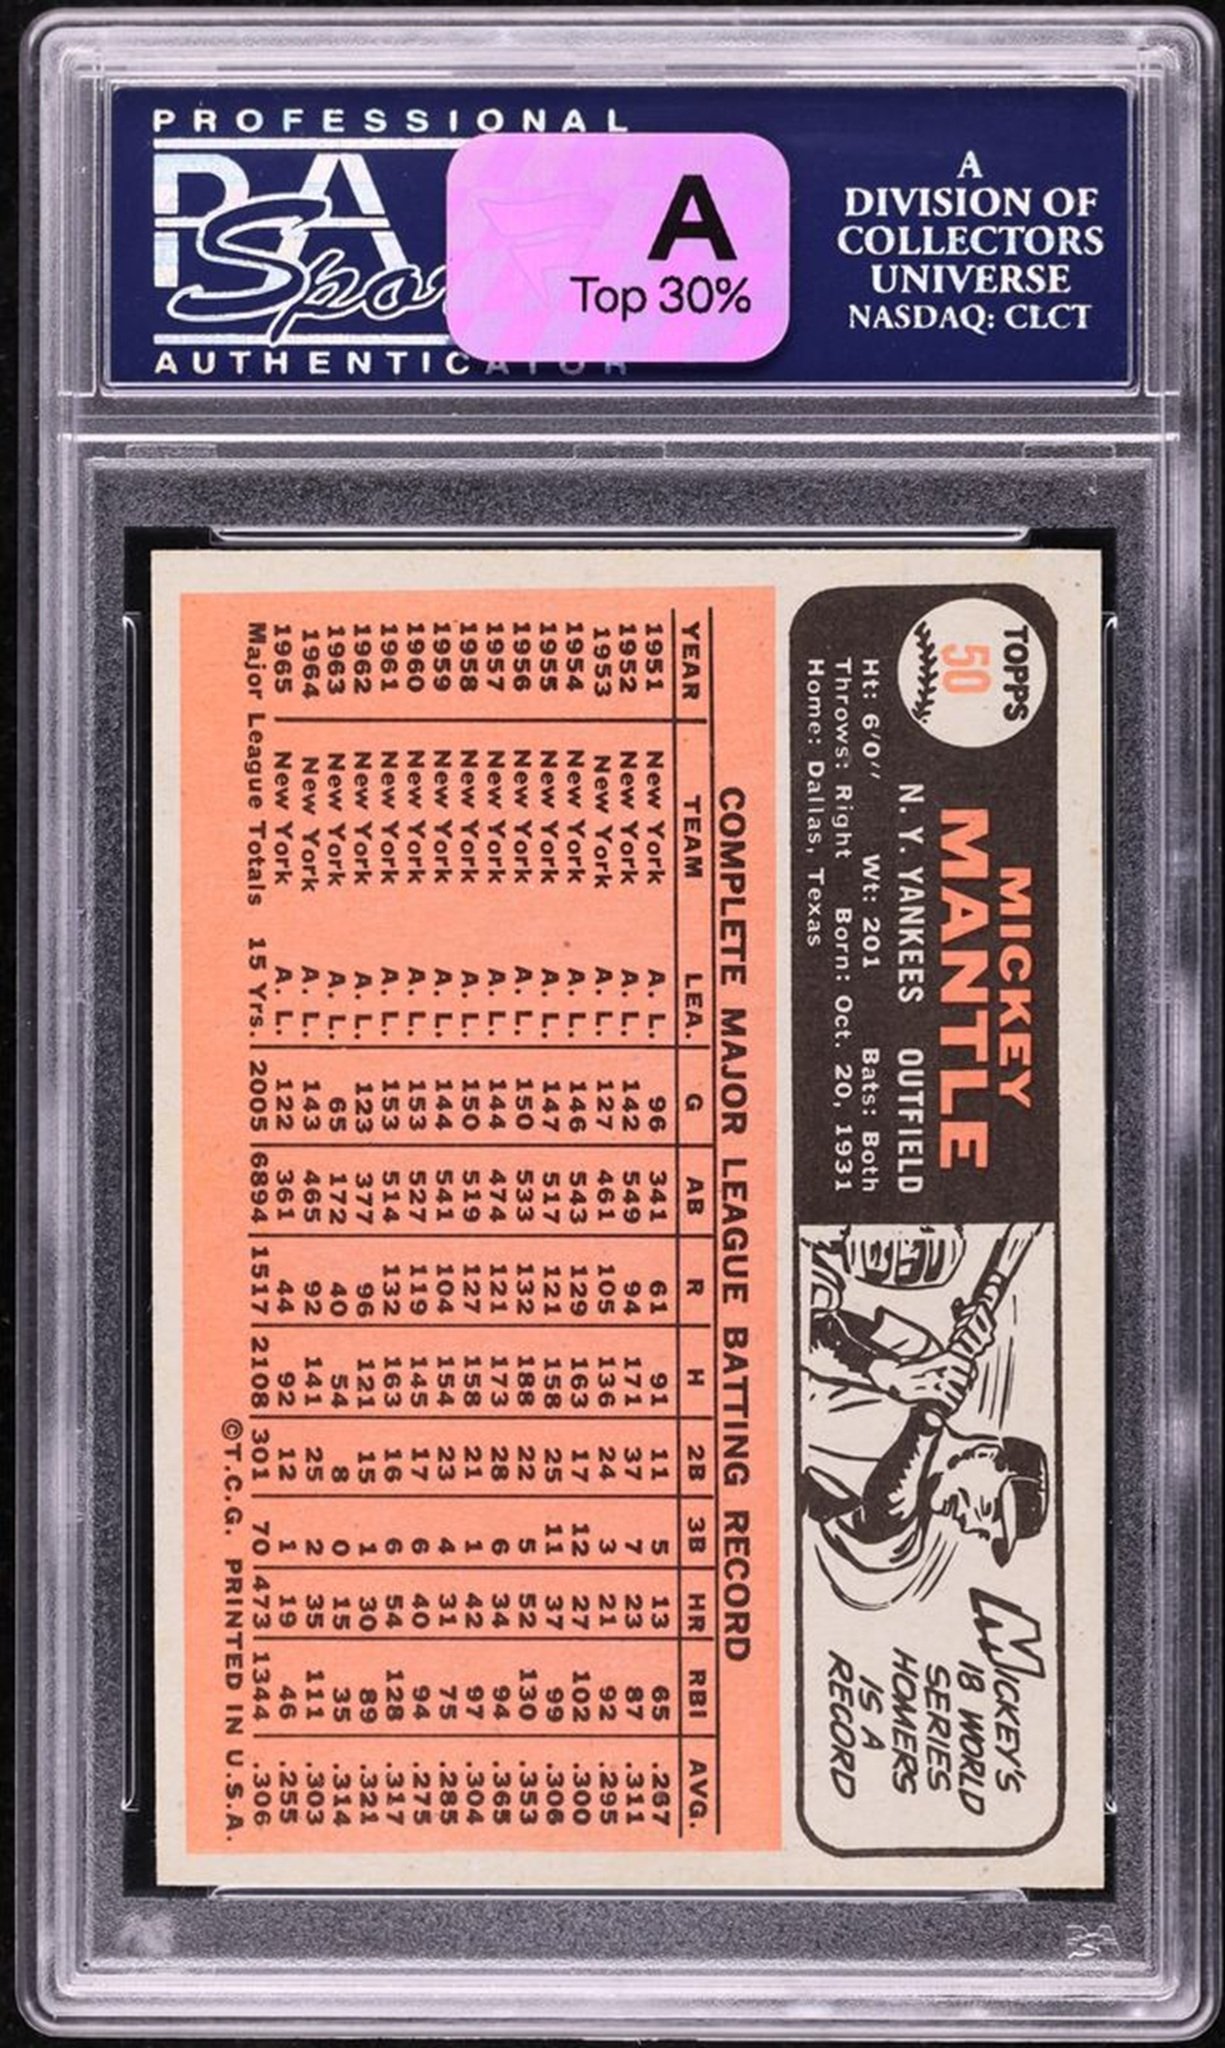 PROFESSIONAL
PSA
AUTHENTICATOR
A
Top 30%
A
DIVISION OF
COLLECTORS
UNIVERSE
NASDAQ: CLCT
TOPPS
50
MICKEY
MANTLE
N. Y. YANKEES OUTFIELD
Ht: 6'0'' Wt: 201 Bats: Both
Throws: Right Born: Oct. 20, 1931
Home: Dallas, Texas
MICKEY'S
18 WORLD
SERIES
HOMERS
IS A
RECORD
COMPLETE MAJOR LEAGUE BATTING RECORD
YEAR TEAM LEA. G AB R H 2B 3B HR RBI AVG.
1951 New York A. L. 96 341 61 91 11 5 13 65 .267
1952 New York A. L. 142 549 94 171 37 7 23 87 .311
1953 New York A. L. 127 461 105 136 24 3 21 92 .295
1954 New York A. L. 146 543 129 163 17 12 27 102 .300
1955 New York A. L. 147 517 121 158 25 11 37 99 .306
1956 New York A. L. 150 533 132 188 22 5 52 130 .353
1957 New York A. L. 144 474 121 173 28 6 34 94 .365
1958 New York A. L. 150 519 127 158 21 1 42 97 .304
1959 New York A. L. 144 541 104 154 23 4 31 75 .285
1960 New York A. L. 153 527 119 145 17 6 40 94 .275
1961 New York A. L. 153 514 132 163 16 6 54 128 .317
1962 New York A. L. 123 377 96 121 15 1 30 89 .321
1963 New York A. L. 65 172 40 54 8 0 15 35 .314
1964 New York A. L. 143 465 92 141 25 2 35 111 .303
1965 New York A. L. 122 361 44 92 12 1 19 46 .255
Major League Totals 15 Yrs. 2005 6894 1517 2108 301 70 473 1344 .306
©T.C.G. PRINTED IN U.S.A.
PSA